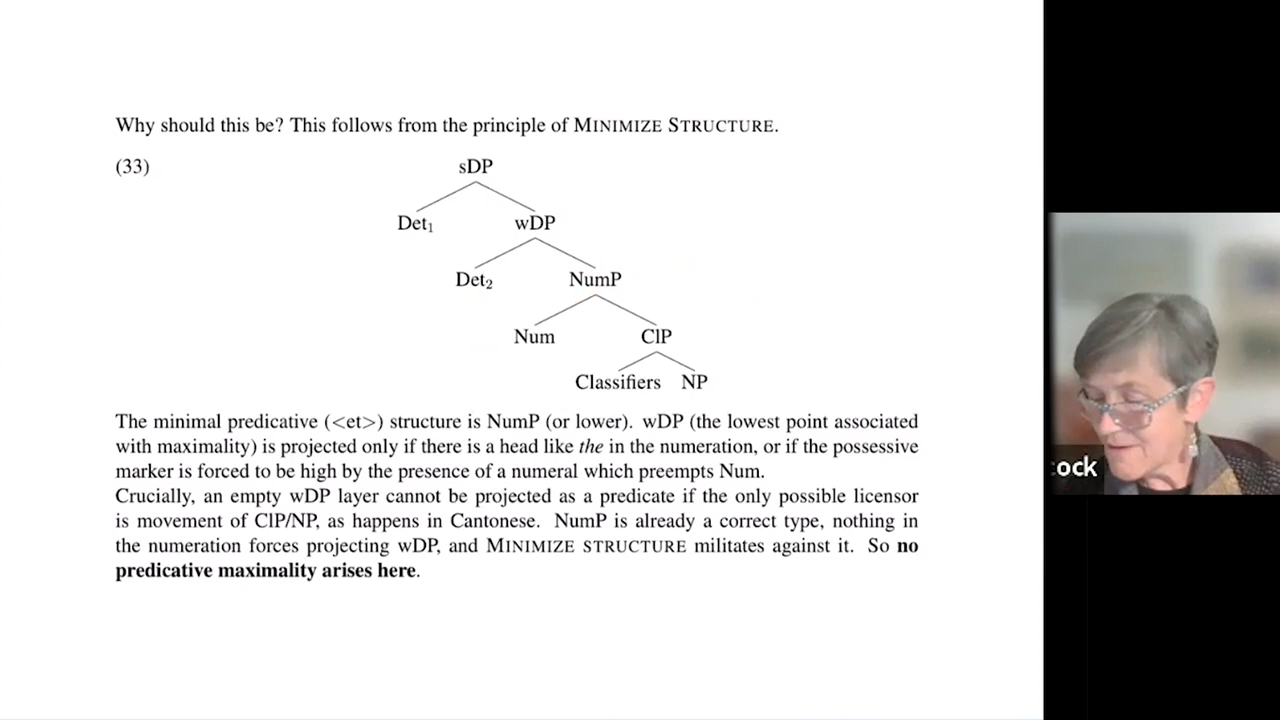 Why should this be? This follows from the principle of MINIMIZE STRUCTURE.
(33)
sDP
Det₁ wDP
Det₂ NumP
Num ClP
Classifiers NP
The minimal predicative (<et>) structure is NumP (or lower). wDP (the lowest point associated
with maximality) is projected only if there is a head like the in the numeration, or if the possessive
marker is forced to be high by the presence of a numeral which preempts Num.
Crucially, an empty wDP layer cannot be projected as a predicate if the only possible licensor
is movement of ClP/NP, as happens in Cantonese. NumP is already a correct type, nothing in
the numeration forces projecting wDP, and MINIMIZE STRUCTURE militates against it. So no
predicative maximality arises here.
cock